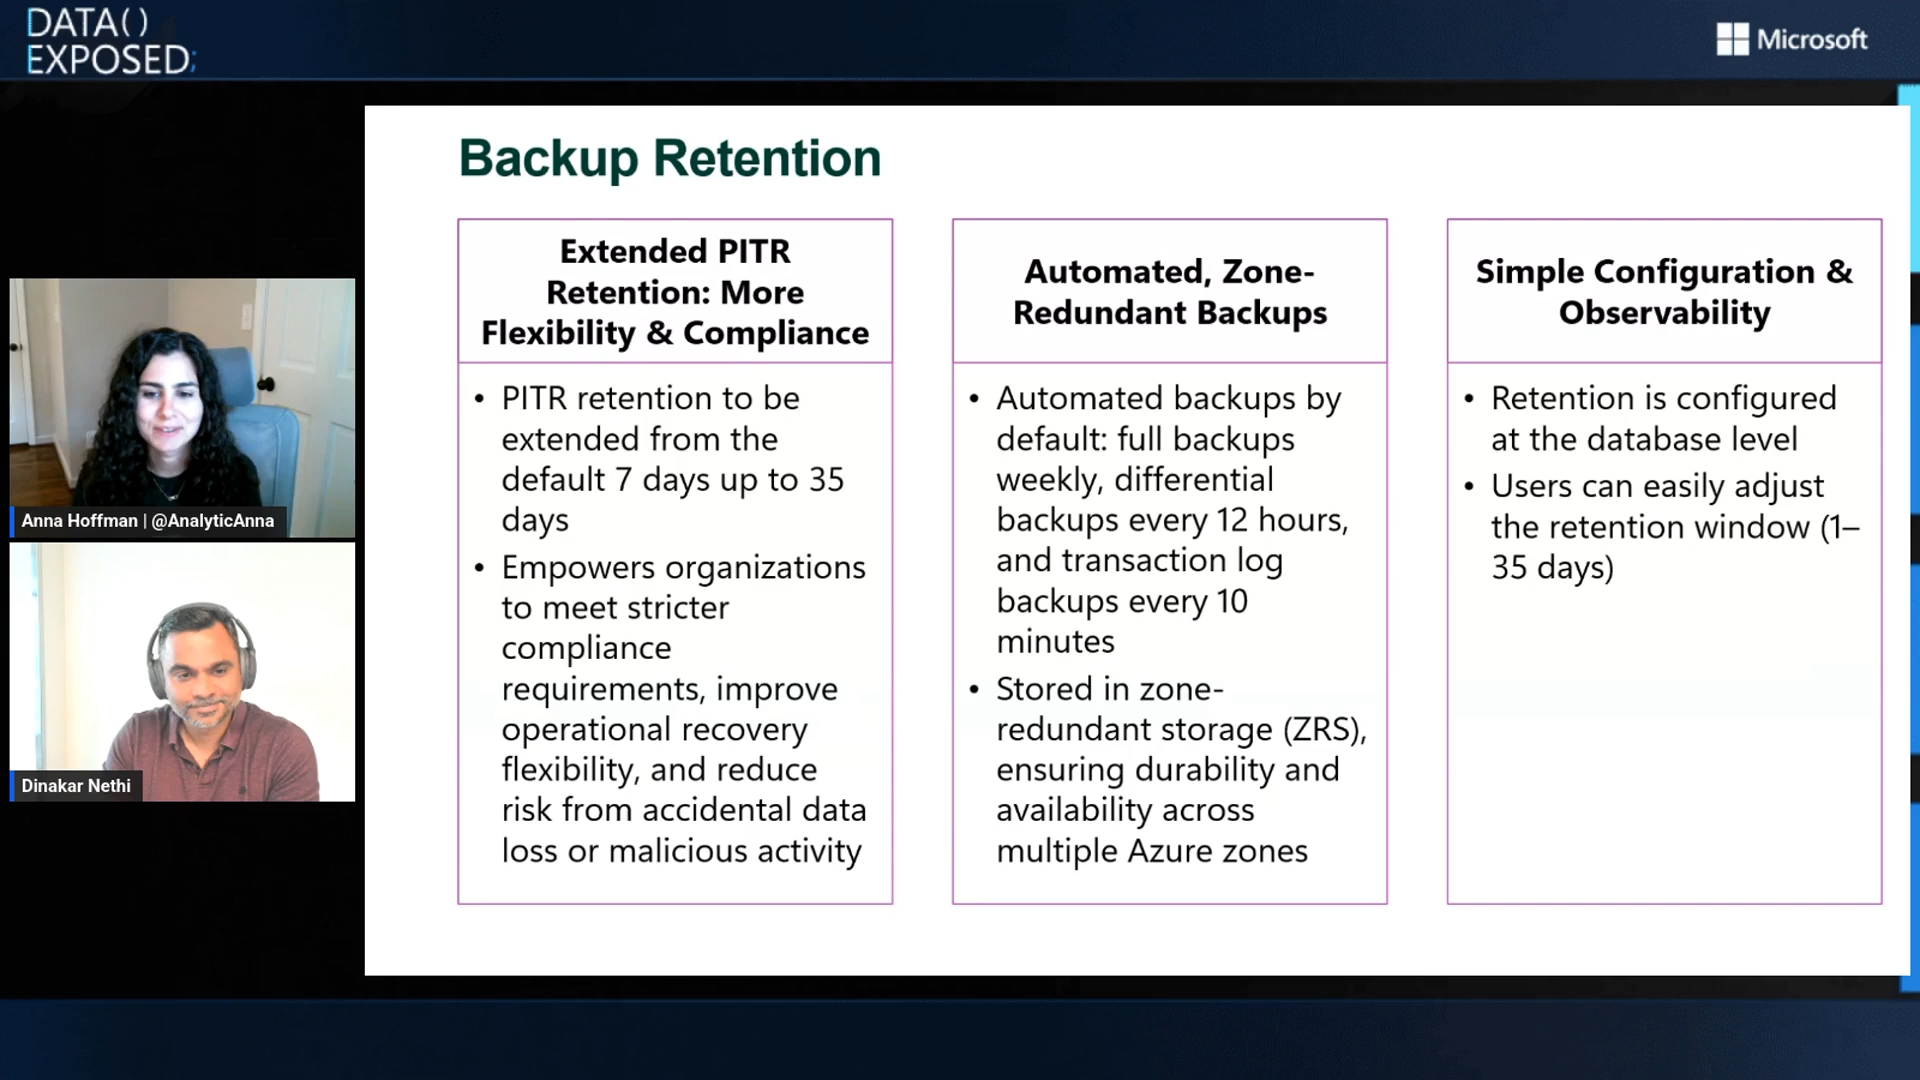 DATA()
EXPOSED;
Microsoft
Backup Retention
Extended PITR
Retention: More
Flexibility & Compliance
• PITR retention to be
extended from the
default 7 days up to 35
days
• Empowers organizations
to meet stricter
compliance
requirements, improve
operational recovery
flexibility, and reduce
risk from accidental data
loss or malicious activity
Automated, Zone-
Redundant Backups
• Automated backups by
default: full backups
weekly, differential
backups every 12 hours,
and transaction log
backups every 10
minutes
• Stored in zone-
redundant storage (ZRS),
ensuring durability and
availability across
multiple Azure zones
Simple Configuration &
Observability
• Retention is configured
at the database level
• Users can easily adjust
the retention window (1–
35 days)
Anna Hoffman | @AnalyticAnna
Dinakar Nethi